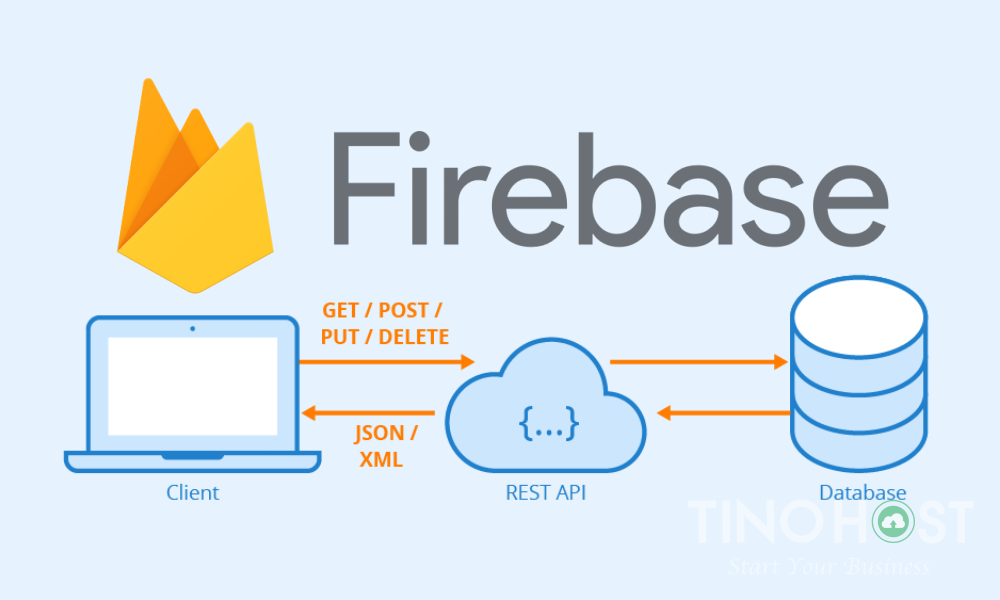 Firebase
GET / POST /
PUT / DELETE
{...}
JSON /
XML
Client
REST API
Database
TINOHOST
Start Your Business